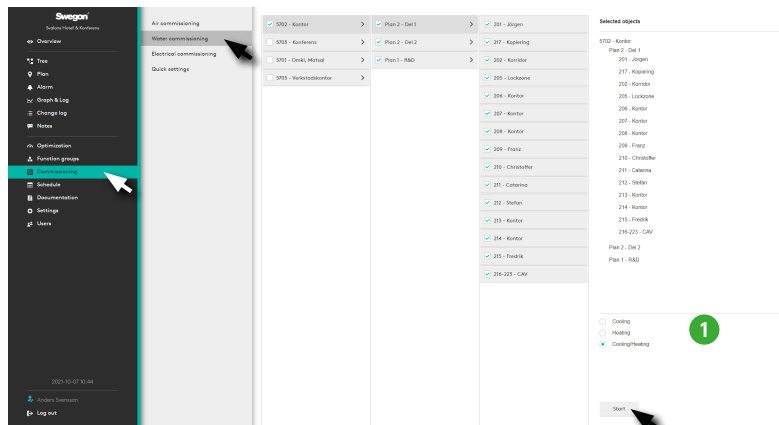 Swegon
Svalans Hotell & Konferens
Overview
Tree
Plan
Alarm
Graph & Log
Change log
Notes
Optimization
Function groups
Commissioning
Schedule
Documentation
Settings
Users
2021-10-07 10:44
Anders Svensson
Log out
Air commissioning
Water commissioning
Electrical commissioning
Quick settings
5702 - Kontor
5703 - Konferens
5701 - Omkl, Matsal
5705 - Verkstadskontor
Plan 2 - Del 1
Plan 2 - Del 2
Plan 1 - R&D
201 - Jörgen
217 - Kopiering
202 - Korridor
205 - Lockzone
206 - Kontor
207 - Kontor
208 - Kontor
209 - Franz
210 - Christoffer
211 - Catarina
212 - Stefan
213 - Kontor
214 - Kontor
215 - Fredrik
216-223 - CAV
Selected objects
5702 - Kontor
Plan 2 - Del 1
201 - Jörgen
217 - Kopiering
202 - Korridor
205 - Lockzone
206 - Kontor
207 - Kontor
208 - Kontor
209 - Franz
210 - Christoffer
211 - Catarina
212 - Stefan
213 - Kontor
214 - Kontor
215 - Fredrik
216-223 - CAV
Plan 2 - Del 2
Plan 1 - R&D
Cooling
Heating
Cooling/Heating
1
Start